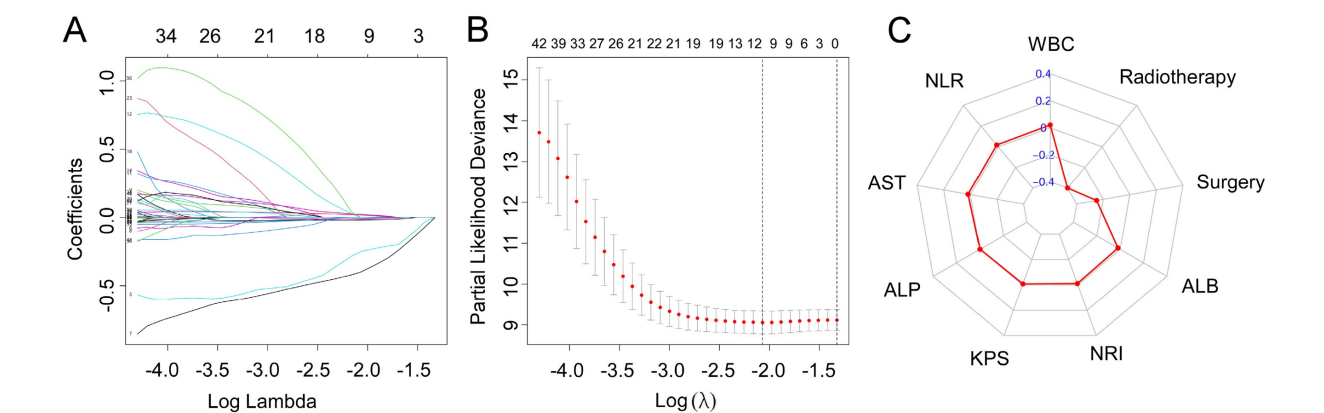 A
34 26 21 18 9 3
1.0
0.5
0.0
-0.5
Coefficients
-4.0 -3.5 -3.0 -2.5 -2.0 -1.5
Log Lambda
B
42 39 33 27 26 21 22 21 19 19 13 12 9 9 6 3 0
15
14
13
12
11
10
9
Partial Likelihood Deviance
-4.0 -3.5 -3.0 -2.5 -2.0 -1.5
Log (λ)
C
WBC
Radiotherapy
Surgery
ALB
NRI
KPS
ALP
AST
NLR
0.4
0.2
0
-0.2
-0.4